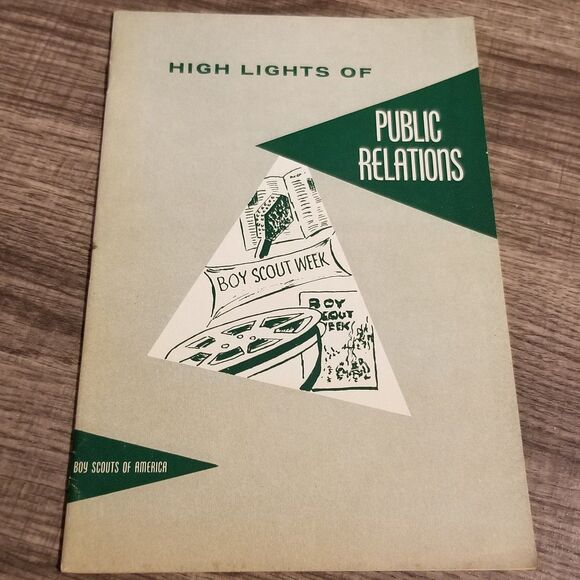 HIGH LIGHTS OF
PUBLIC
RELATIONS
BOY SCOUT WEEK
BOY
SCOUT
WEEK
BOY SCOUTS OF AMERICA